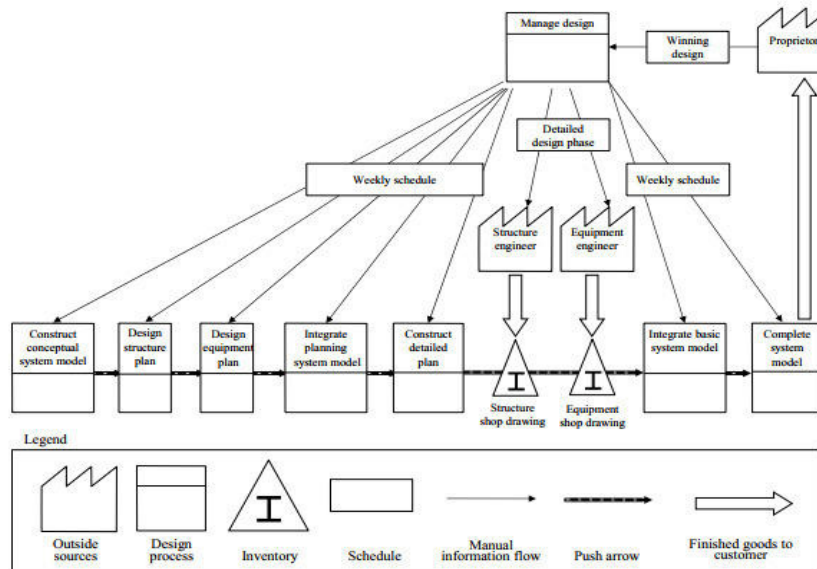 Manage design
Winning
design
Proprietor
Detailed
design phase
Weekly schedule
Weekly schedule
Structure
engineer
Equipment
engineer
Construct
conceptual
system model
Design
structure
plan
Design
equipment
plan
Integrate
planning
system model
Construct
detailed
plan
Integrate basic
system model
Complete
system
model
I
I
Structure
shop drawing
Equipment
shop drawing
Legend
I
Outside
sources
Design
process
Inventory
Schedule
Manual
information flow
Push arrow
Finished goods to
customer